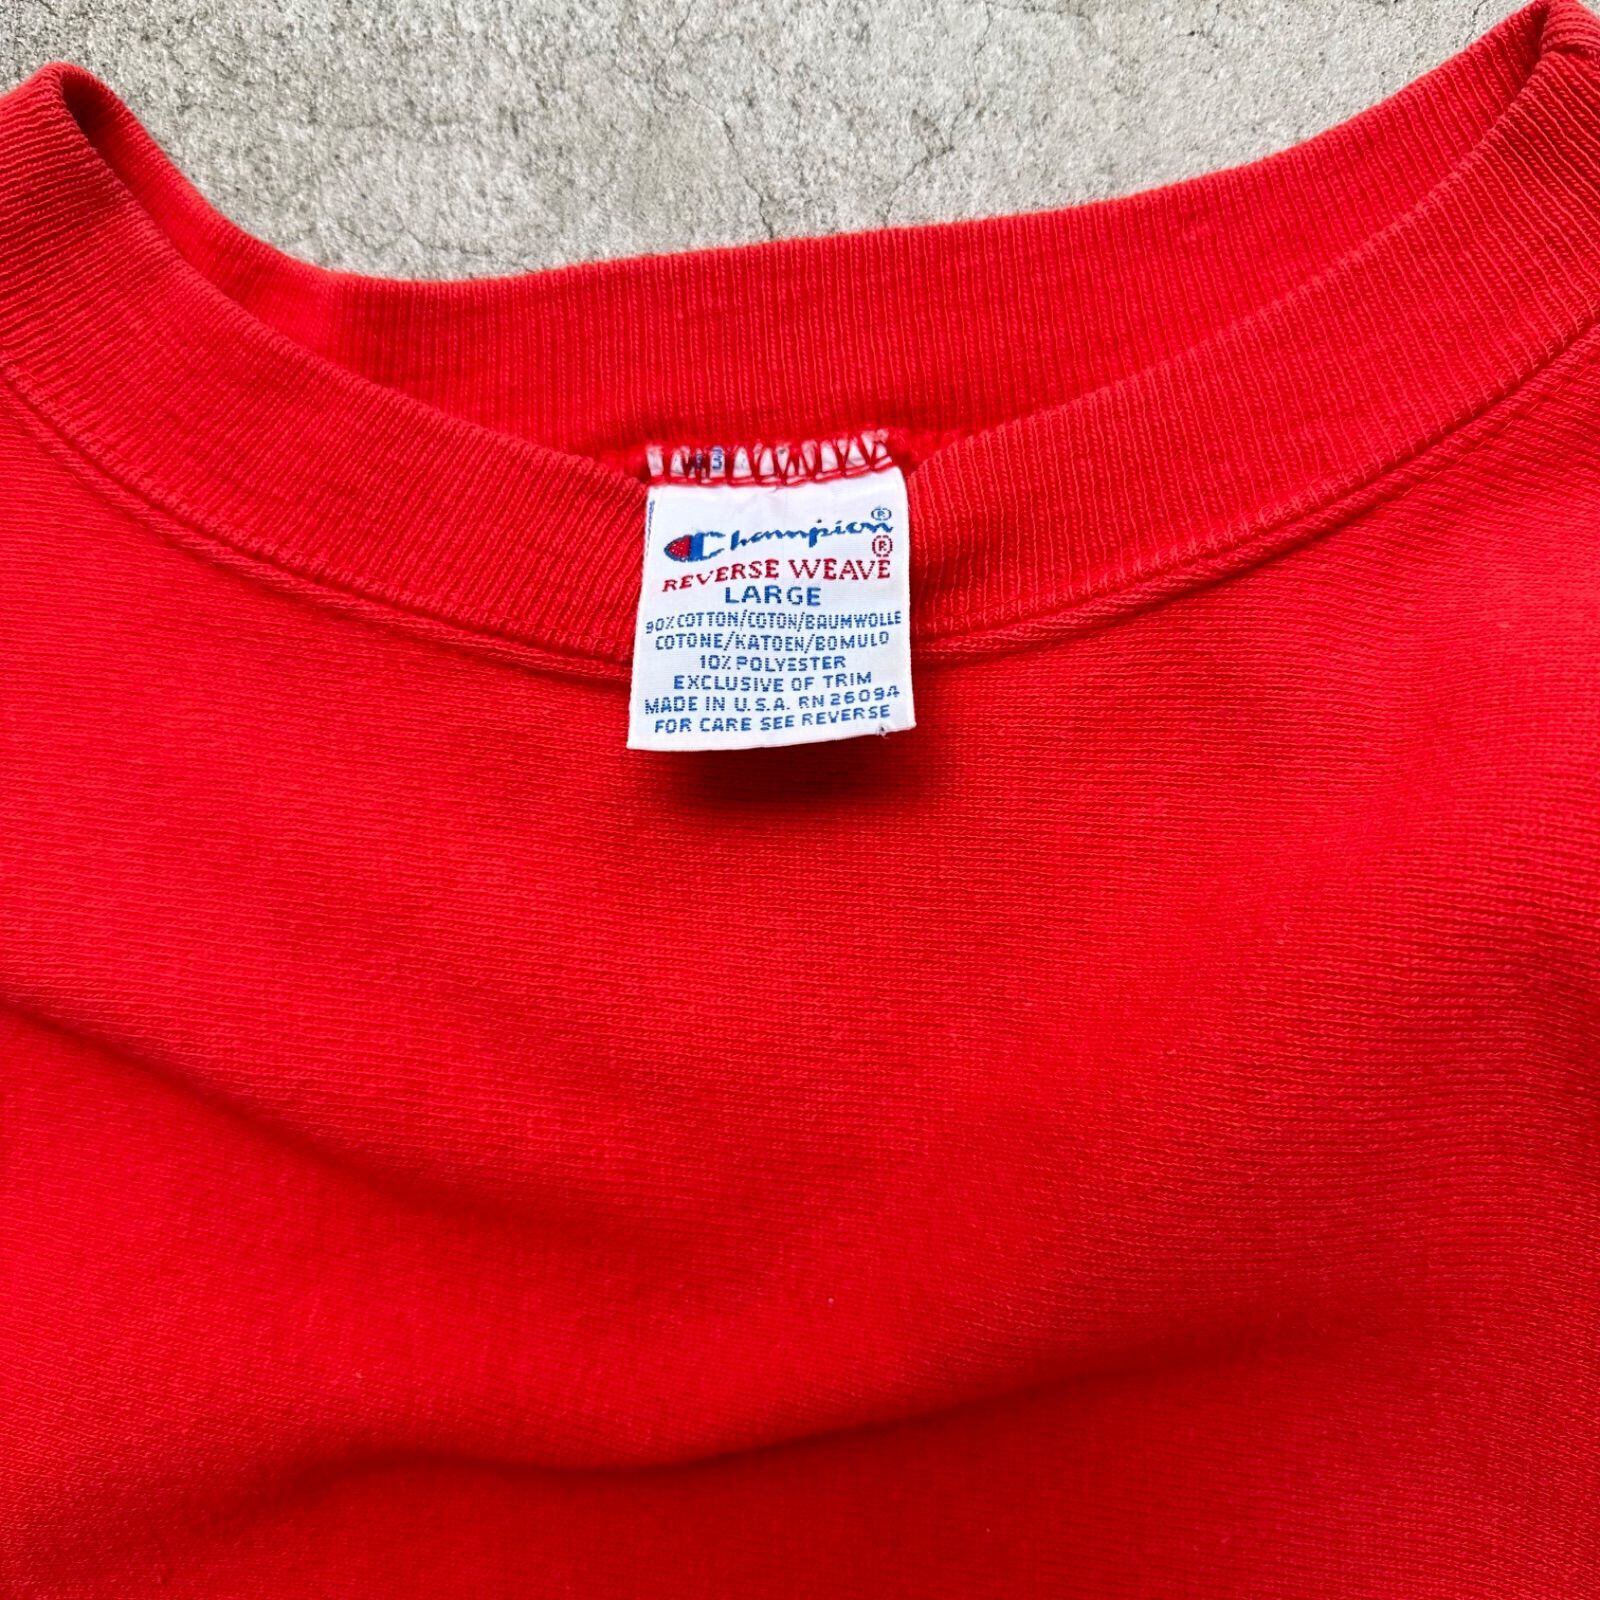 Champion®
REVERSE WEAVE®
LARGE
90% COTTON/COTON/BAUMWOLLE
COTONE/KATOEN/BOMULD
10% POLYESTER
EXCLUSIVE OF TRIM
MADE IN U.S.A. RN 26094
FOR CARE SEE REVERSE